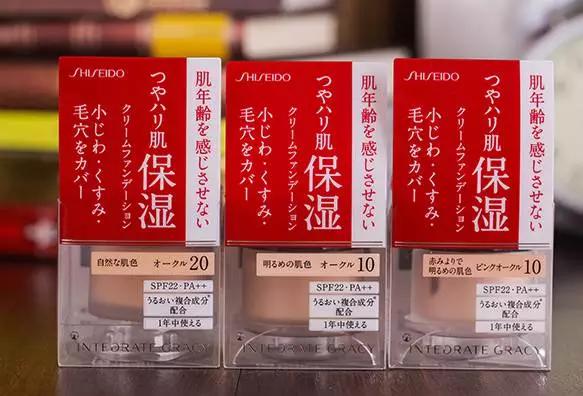 SHISEIDO
肌年齢を感じさせない
つやハリ肌
保湿
クリームファンデーション
小じわ・くすみ・
毛穴をカバー
自然な肌色 オークル20
SPF22・PA++
うるおい複合成分*
配合
1年中使える
INTEGRATE GRACY
SHISEIDO
肌年齢を感じさせない
つやハリ肌
保湿
クリームファンデーション
小じわ・くすみ・
毛穴をカバー
明るめの肌色 オークル10
SPF22・PA++
うるおい複合成分*
配合
1年中使える
INTEGRATE GRACY
SHISEIDO
肌年齢を感じさせない
つやハリ肌
保湿
クリームファンデーション
小じわ・くすみ・
毛穴をカバー
赤みよりで
明るめの肌色 ピンクオークル10
SPF22・PA++
うるおい複合成分*
配合
1年中使える
INTEGRATE GRACY